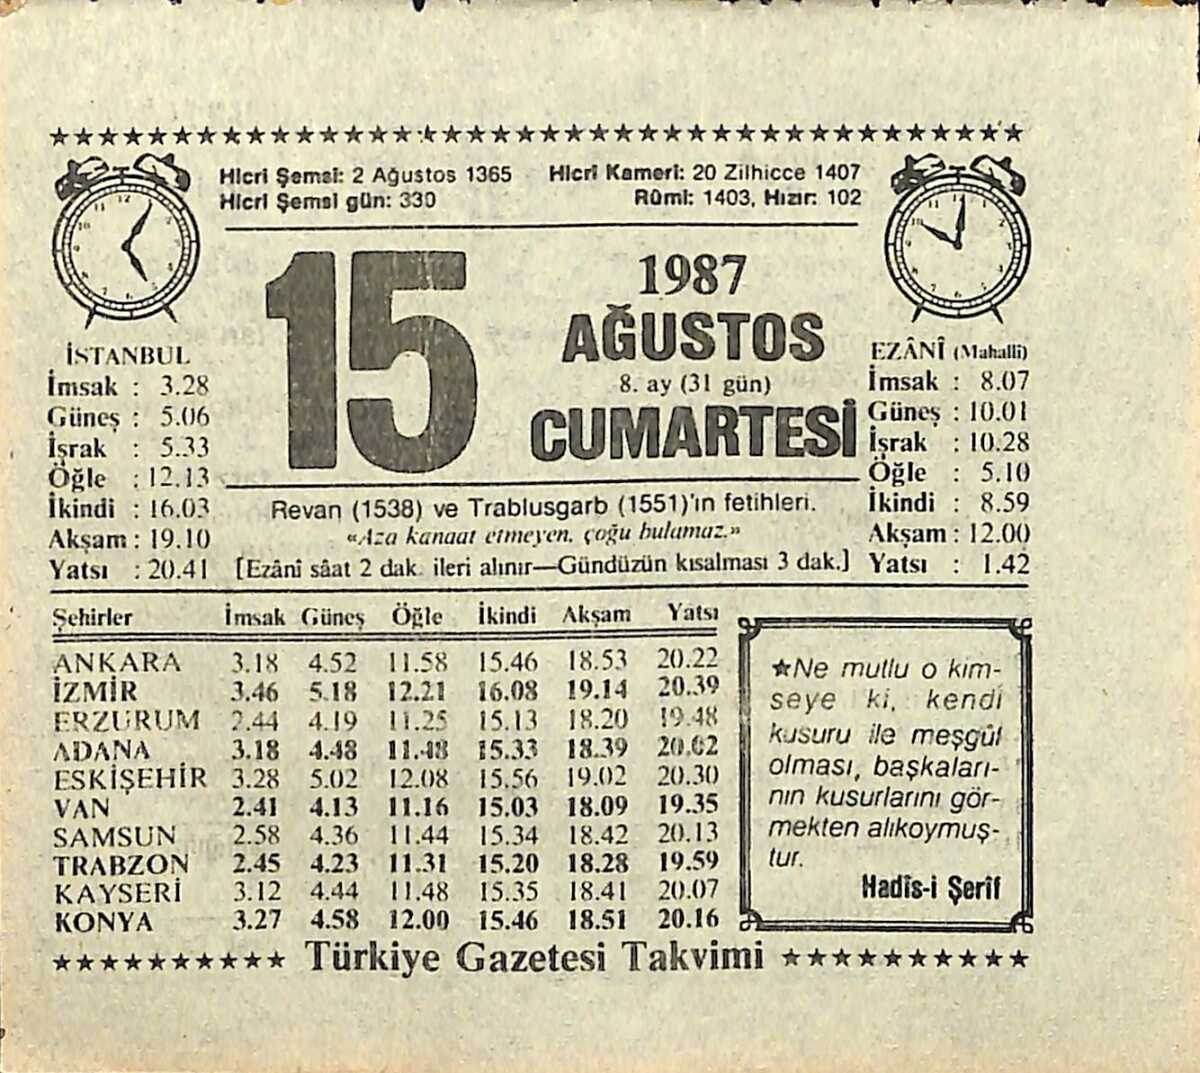 Hicrî Şemsî: 2 Ağustos 1365 Hicrî Kamerî: 20 Zilhicce 1407
Hicrî Şemsî gün: 330 Rûmî: 1403, Hızır: 102
15
1987
AĞUSTOS
8. ay (31 gün)
CUMARTESİ
İSTANBUL
İmsak : 3.28
Güneş : 5.06
İşrak : 5.33
Öğle : 12.13
İkindi : 16.03
Akşam : 19.10
Yatsı : 20.41
EZÂNÎ (Mahallî)
İmsak : 8.07
Güneş : 10.01
İşrak : 10.28
Öğle : 5.10
İkindi : 8.59
Akşam : 12.00
Yatsı : 1.42
Revan (1538) ve Trablusgarb (1551)'ın fetihleri.
«Aza kanaat etmeyen, çoğu bulamaz.»
[Ezânî sâat 2 dak. ileri alınır—Gündüzün kısalması 3 dak.]
Şehirler İmsak Güneş Öğle İkindi Akşam Yatsı
ANKARA 3.18 4.52 11.58 15.46 18.53 20.22
İZMİR 3.46 5.18 12.21 16.08 19.14 20.39
ERZURUM 2.44 4.19 11.25 15.13 18.20 19.48
ADANA 3.18 4.48 11.48 15.33 18.39 20.02
ESKİŞEHİR 3.28 5.02 12.08 15.56 19.02 20.30
VAN 2.41 4.13 11.16 15.03 18.09 19.35
SAMSUN 2.58 4.36 11.44 15.34 18.42 20.13
TRABZON 2.45 4.23 11.31 15.20 18.28 19.59
KAYSERİ 3.12 4.44 11.48 15.35 18.41 20.07
KONYA 3.27 4.58 12.00 15.46 18.51 20.16
★Ne mutlu o kim-
seye ki, kendi
kusuru ile meşgûl
olması, başkaları-
nın kusurlarını gör-
mekten alıkoymuş-
tur.
Hadîs-i Şerîf
Türkiye Gazetesi Takvimi